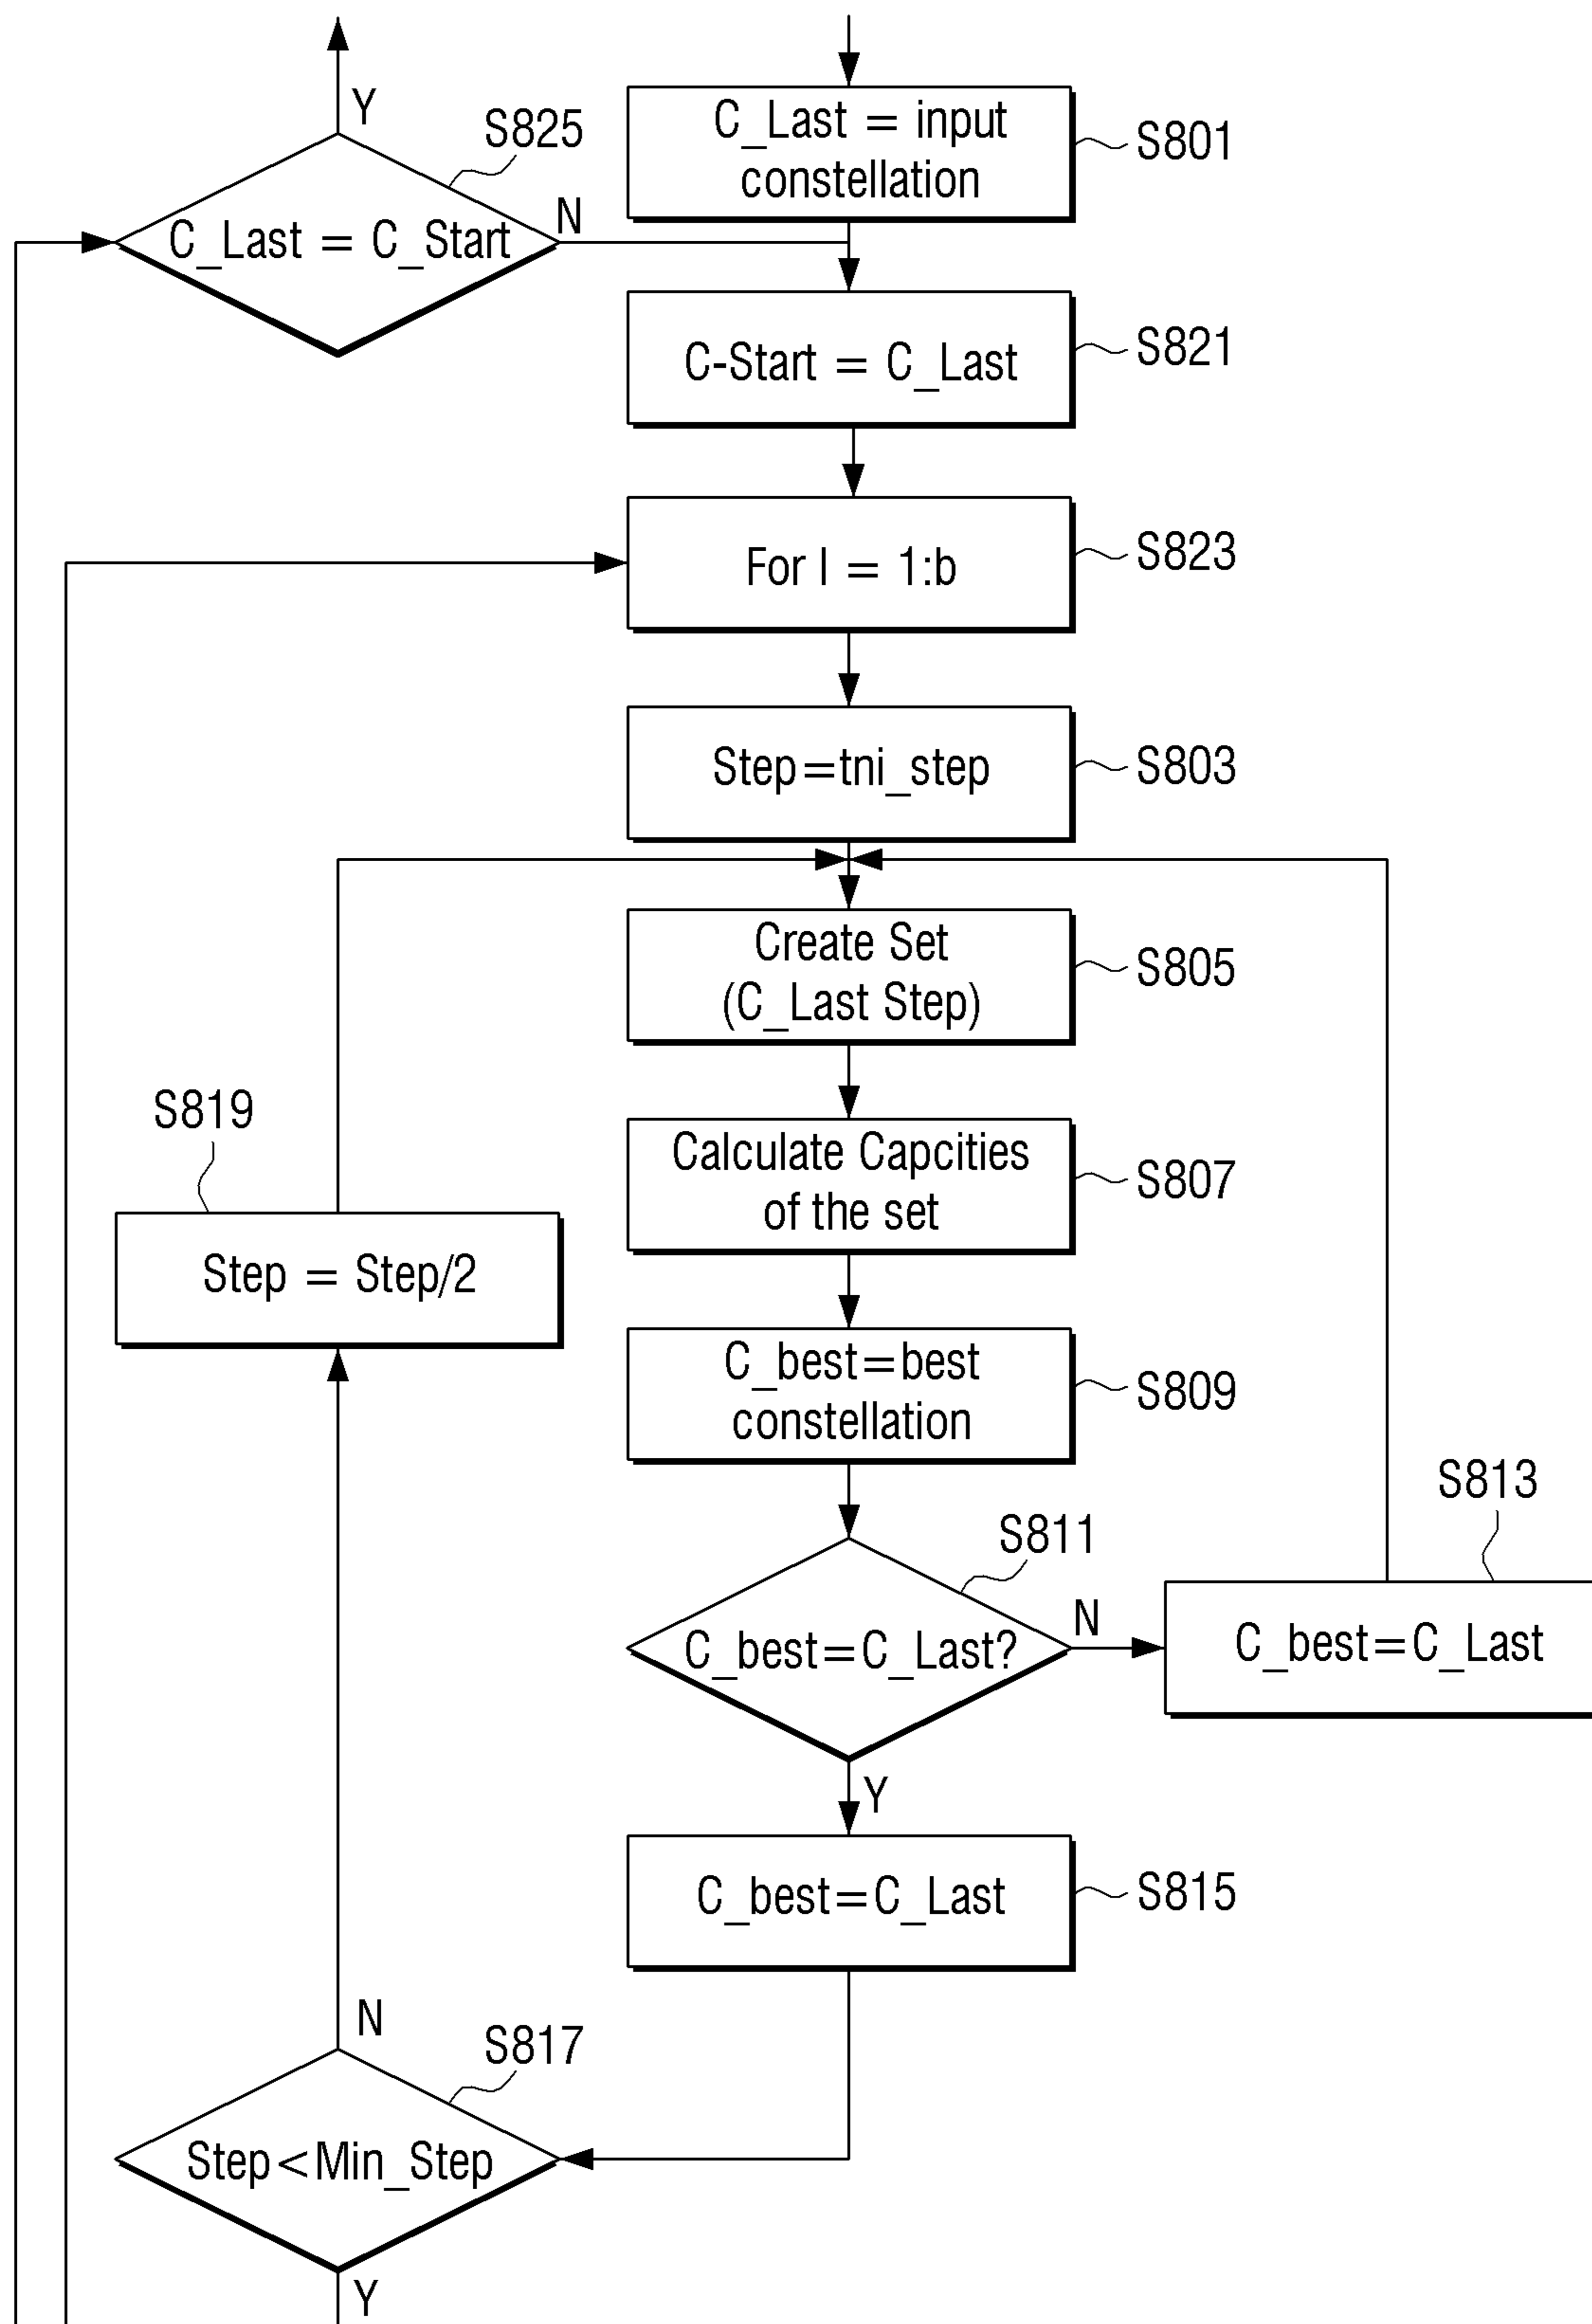 Y
S825
C_Last = C_Start
N
C_Last = input
constellation
S801
C-Start = C_Last
S821
For I = 1:b
S823
Step=tni_step
S803
Create Set
(C_Last Step)
S805
Calculate Capcities
of the set
S807
S819
Step = Step/2
C_best=best
constellation
S809
S811
C_best=C_Last?
N
S813
C_best=C_Last
Y
C_best=C_Last
S815
N
S817
Step<Min_Step
Y